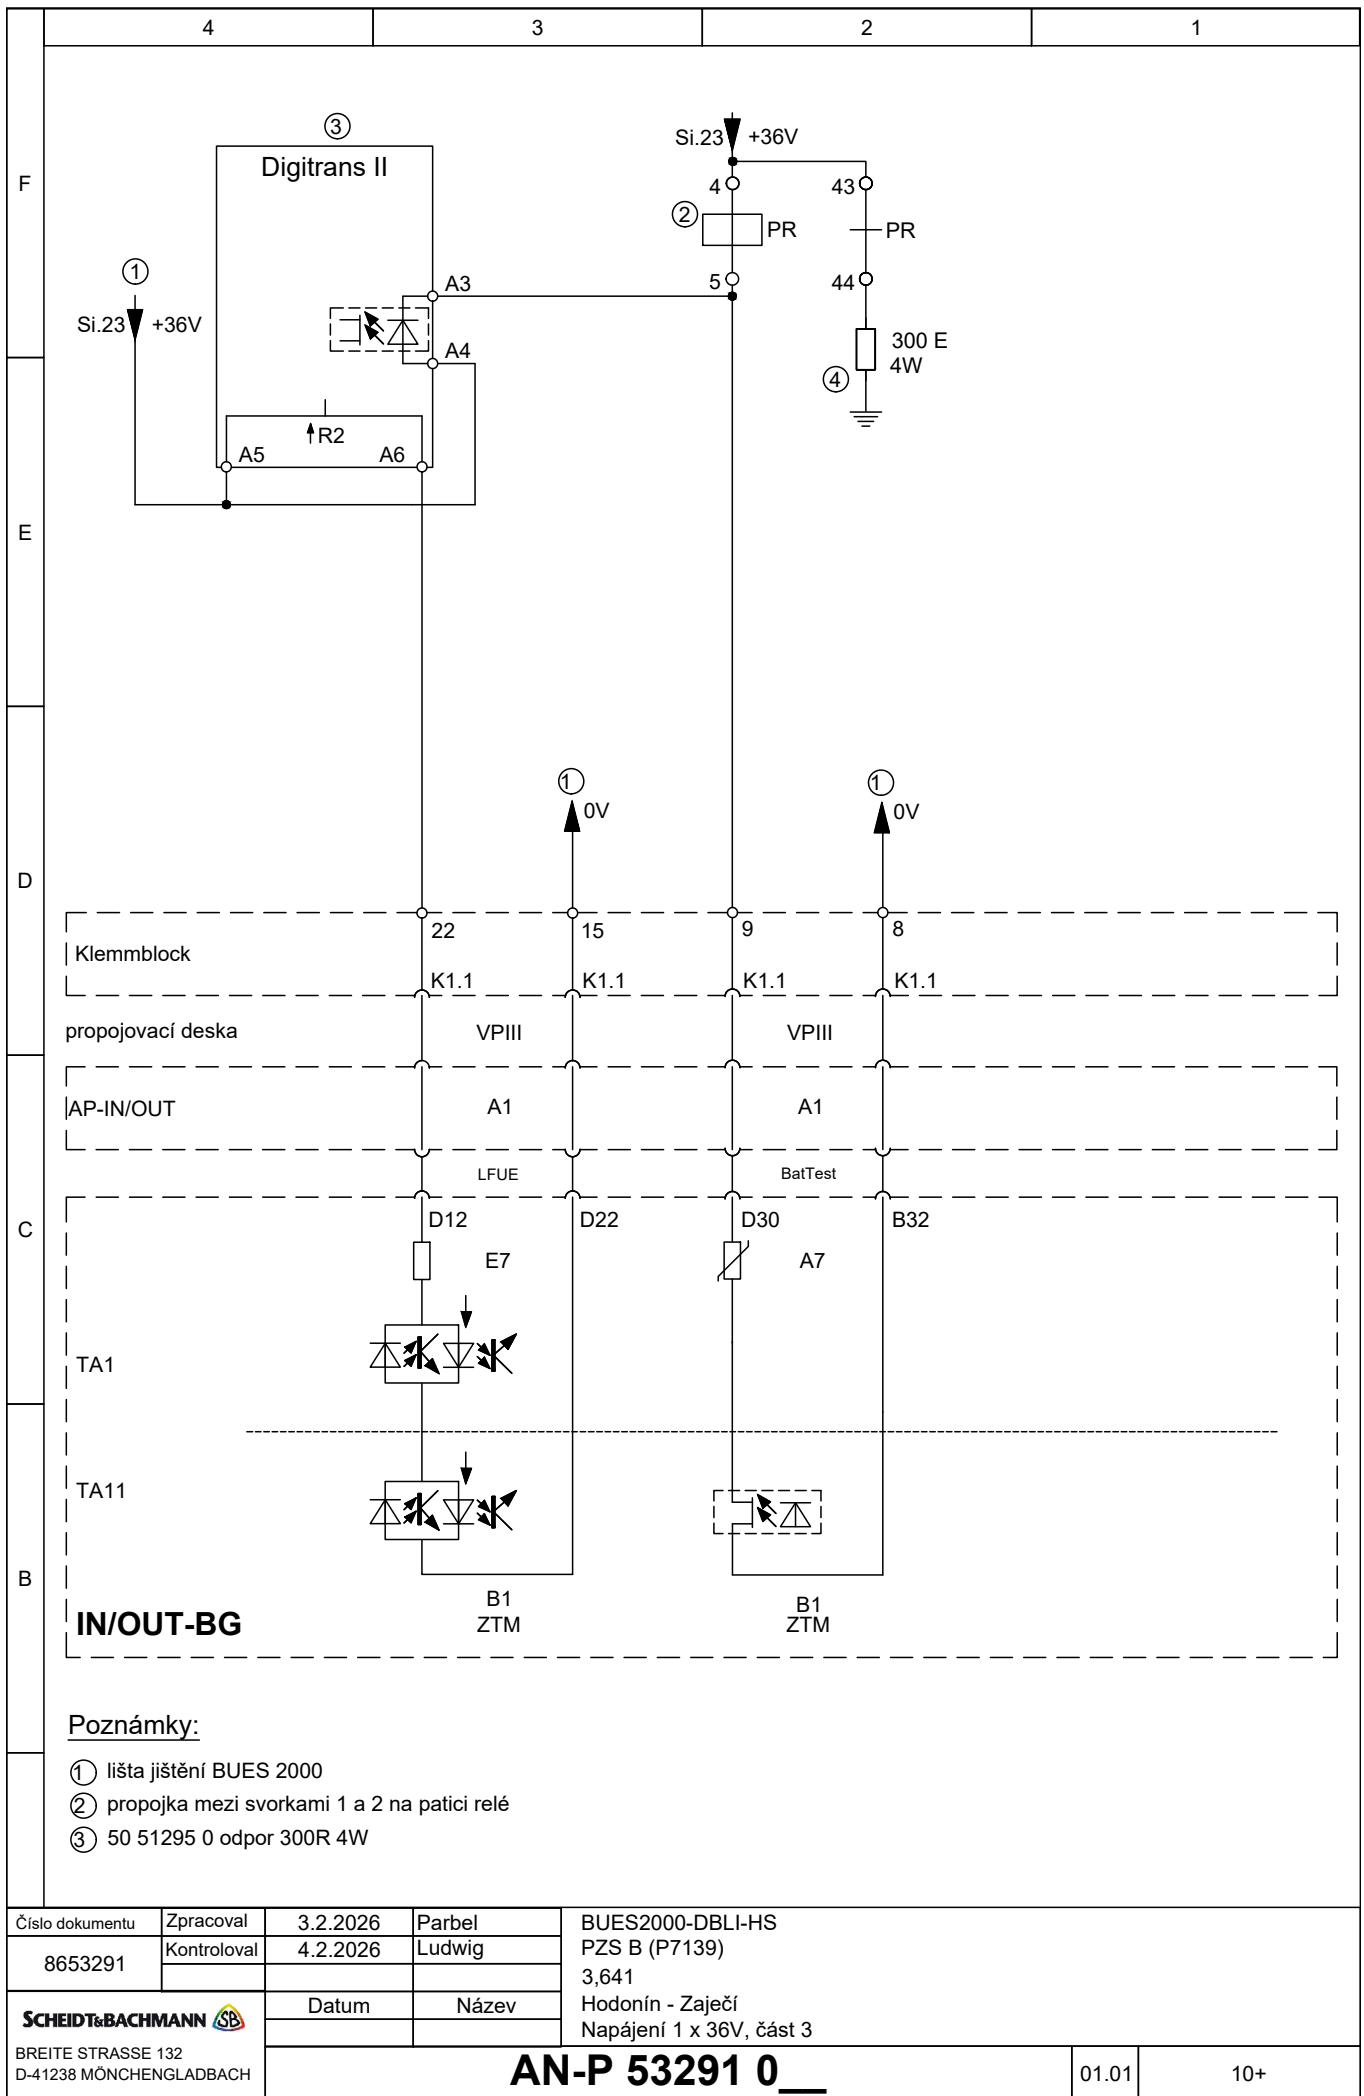 4 3 2 1
F
E
D
C
B
3
Digitrans II
1
Si.23 +36V
A3
A4
R2
A5 A6
Si.23 +36V
4 43
2 PR PR
5 44
300 E
4W
4
1 1
0V 0V
22 15 9 8
Klemmblock
K1.1 K1.1 K1.1 K1.1
propojovací deska VPIII VPIII
AP-IN/OUT A1 A1
LFUE BatTest
D12 D22 D30 B32
E7 A7
TA1
TA11
B1 B1
ZTM ZTM
IN/OUT-BG
Poznámky:
1 lišta jištění BUES 2000
2 propojka mezi svorkami 1 a 2 na patici relé
3 50 51295 0 odpor 300R 4W
Číslo dokumentu Zpracoval 3.2.2026 Parbel BUES2000-DBLI-HS
8653291 Kontroloval 4.2.2026 Ludwig PZS B (P7139)
3,641
Datum Název Hodonín - Zaječí
Napájení 1 x 36V, část 3
SCHEIDT&BACHMANN SB
BREITE STRASSE 132
D-41238 MÖNCHENGLADBACH
AN-P 53291 0__ 01.01 10+